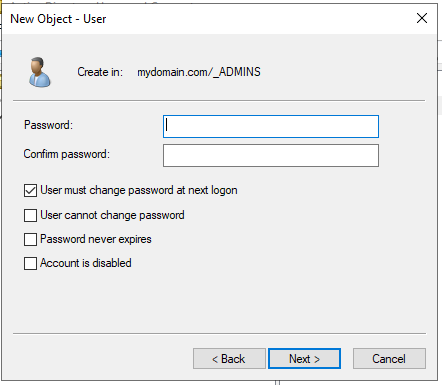 New Object - User
Create in: mydomain.com/_ADMINS
Password:
Confirm password:
User must change password at next logon
User cannot change password
Password never expires
Account is disabled
< Back Next > Cancel